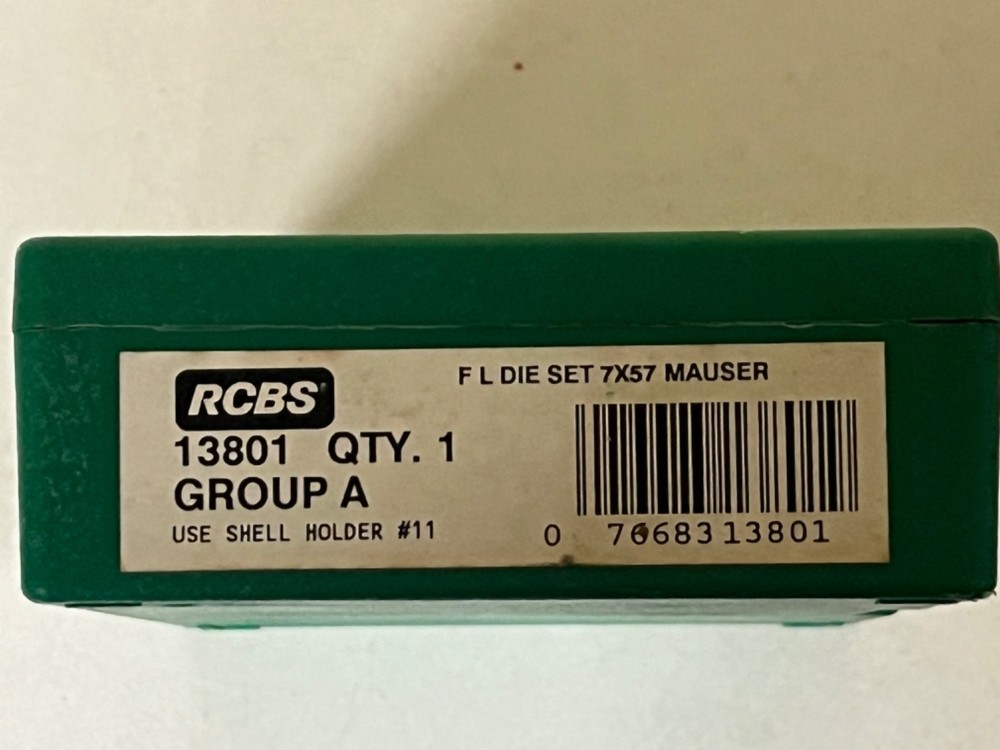 RCBS
F L DIE SET 7X57 MAUSER
13801 QTY. 1
GROUP A
USE SHELL HOLDER #11
0 76683 13801